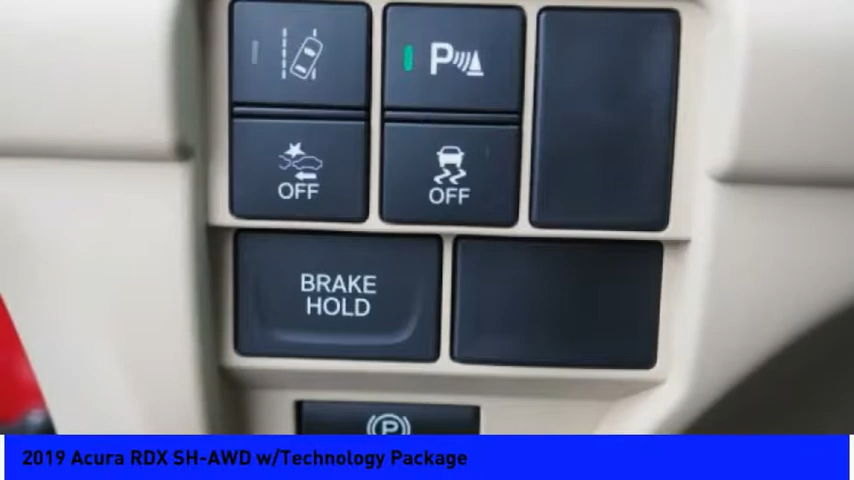 P
OFF
OFF
BRAKE
HOLD
P
2019 Acura RDX SH-AWD w/Technology Package